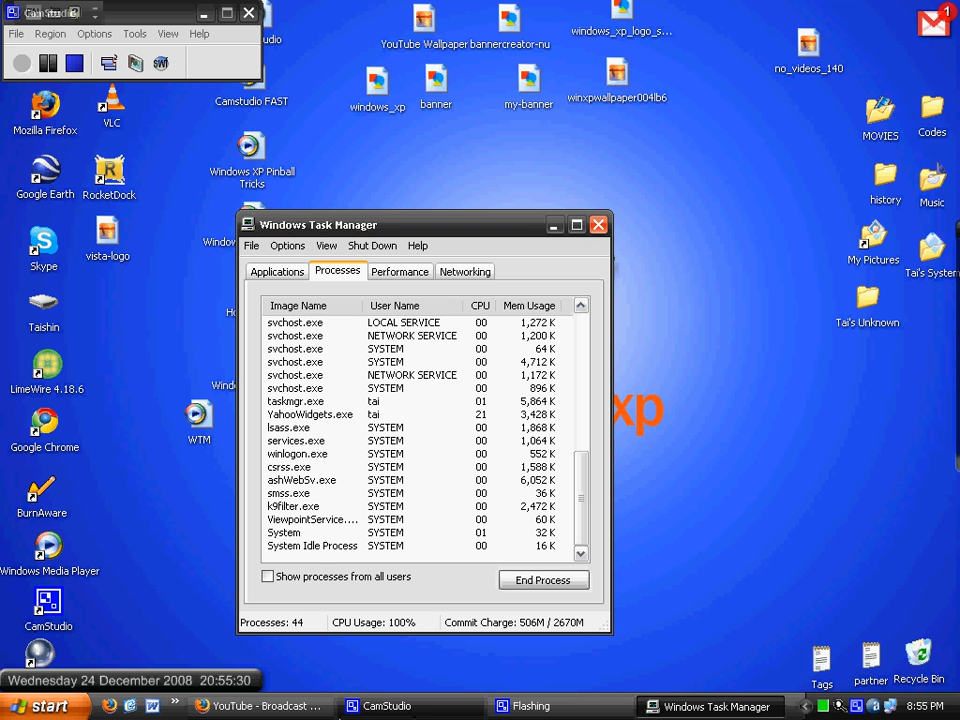 CamStudio
File Region Options Tools View Help
Mozilla Firefox
VLC
Google Earth
RocketDock
Skype
vista-logo
Taishin
LimeWire 4.18.6
Google Chrome
BurnAware
Windows Media Player
CamStudio
Camstudio FAST
Windows XP Pinball
Tricks
WTM
YouTube Wallpaper
bannercreator-nu
windows_xp_logo_s...
windows_xp
banner
my-banner
winxpwallpaper004lb6
no_videos_140
1
MOVIES
Codes
history
Music
My Pictures
Tai's System
Tai's Unknown
xp
Windows Task Manager
File Options View Shut Down Help
Applications Processes Performance Networking
Image Name User Name CPU Mem Usage
svchost.exe LOCAL SERVICE 00 1,272 K
svchost.exe NETWORK SERVICE 00 1,200 K
svchost.exe SYSTEM 00 64 K
svchost.exe SYSTEM 00 4,712 K
svchost.exe NETWORK SERVICE 00 1,172 K
svchost.exe SYSTEM 00 896 K
taskmgr.exe tai 01 5,864 K
YahooWidgets.exe tai 21 3,428 K
lsass.exe SYSTEM 00 1,868 K
services.exe SYSTEM 00 1,064 K
winlogon.exe SYSTEM 00 552 K
csrss.exe SYSTEM 00 1,588 K
ashWebSv.exe SYSTEM 00 6,052 K
smss.exe SYSTEM 00 36 K
k9filter.exe SYSTEM 00 2,472 K
ViewpointService.... SYSTEM 00 60 K
System SYSTEM 01 32 K
System Idle Process SYSTEM 00 16 K
Show processes from all users
End Process
Processes: 44 CPU Usage: 100% Commit Charge: 506M / 2670M
Tags
partner
Recycle Bin
Wednesday 24 December 2008 20:55:30
start
YouTube - Broadcast ...
CamStudio
Flashing
Windows Task Manager
8:55 PM